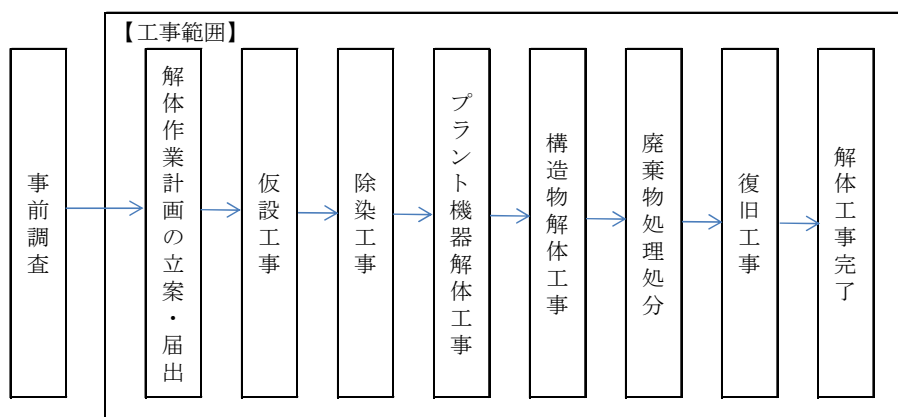 【工事範囲】
事前調査
解体作業計画の立案・届出
仮設工事
除染工事
プラント機器解体工事
構造物解体工事
廃棄物処理処分
復旧工事
解体工事完了